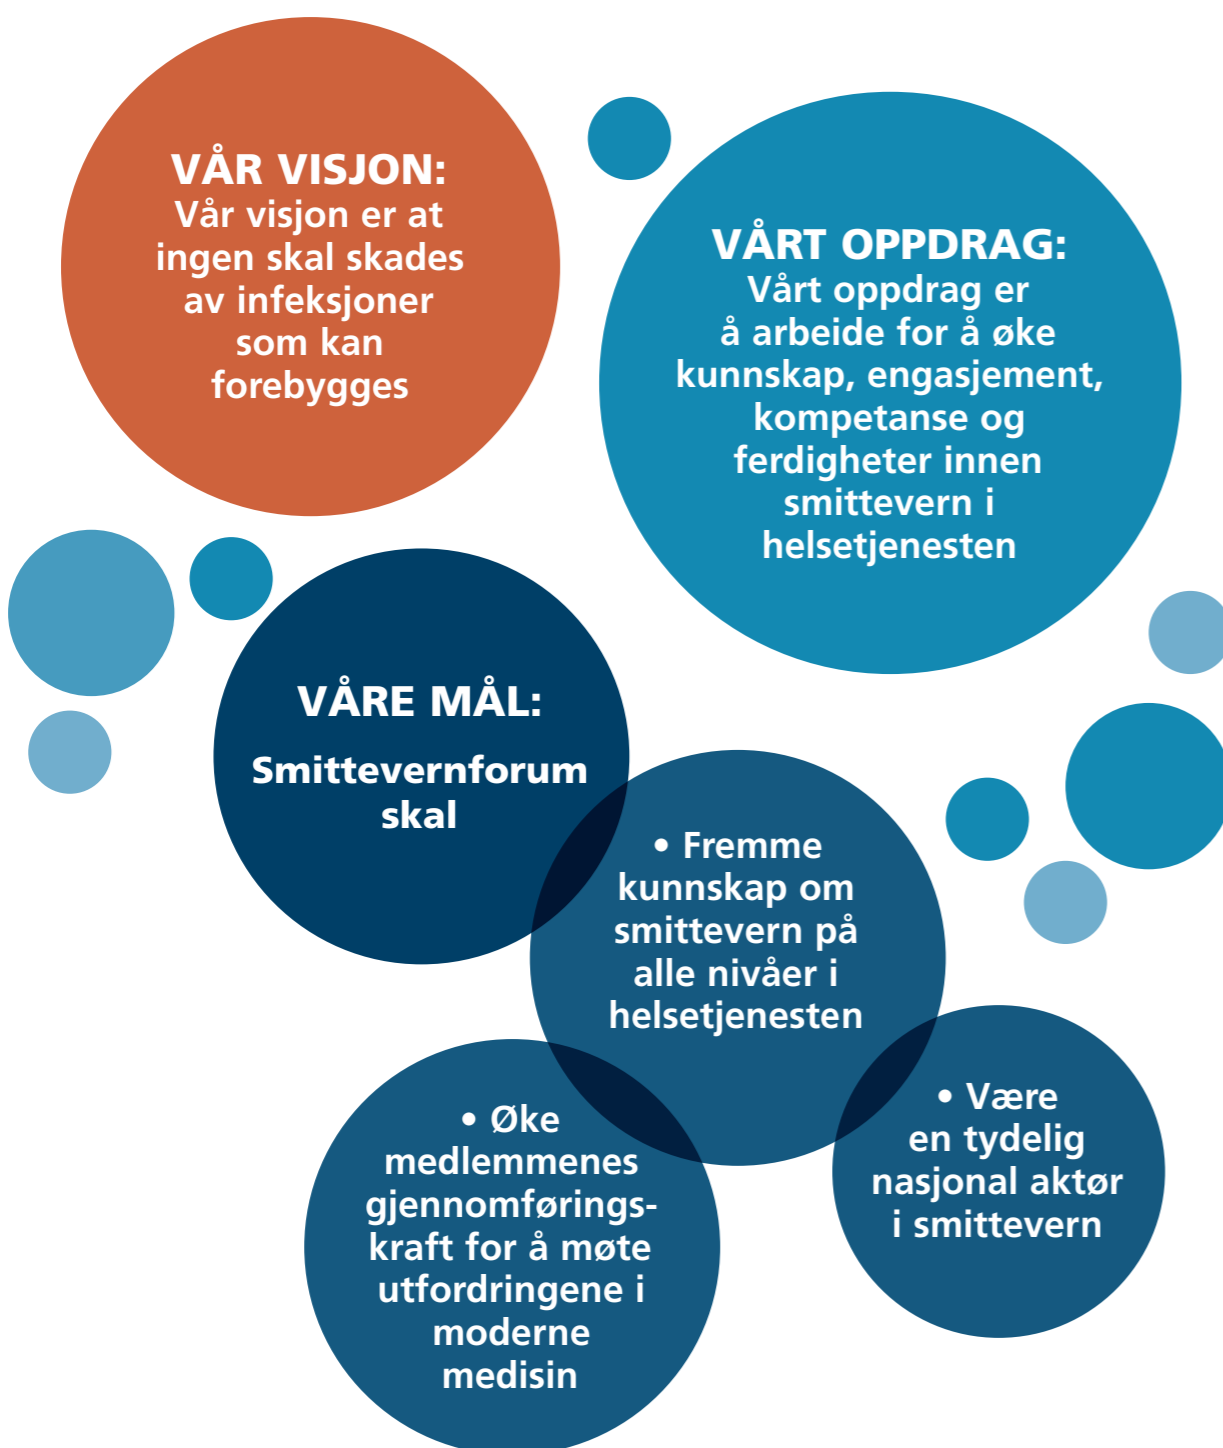 VÅR VISJON:
Vår visjon er at
ingen skal skades
av infeksjoner
som kan
forebygges
VÅRT OPPDRAG:
Vårt oppdrag er
å arbeide for å øke
kunnskap, engasjement,
kompetanse og
ferdigheter innen
smittevern i
helsetjenesten
VÅRE MÅL:
Smittevernforum
skal
• Fremme
kunnskap om
smittevern på
alle nivåer i
helsetjenesten
• Øke
medlemmenes
gjennomførings-
kraft for å møte
utfordringene i
moderne
medisin
• Være
en tydelig
nasjonal aktør
i smittevern